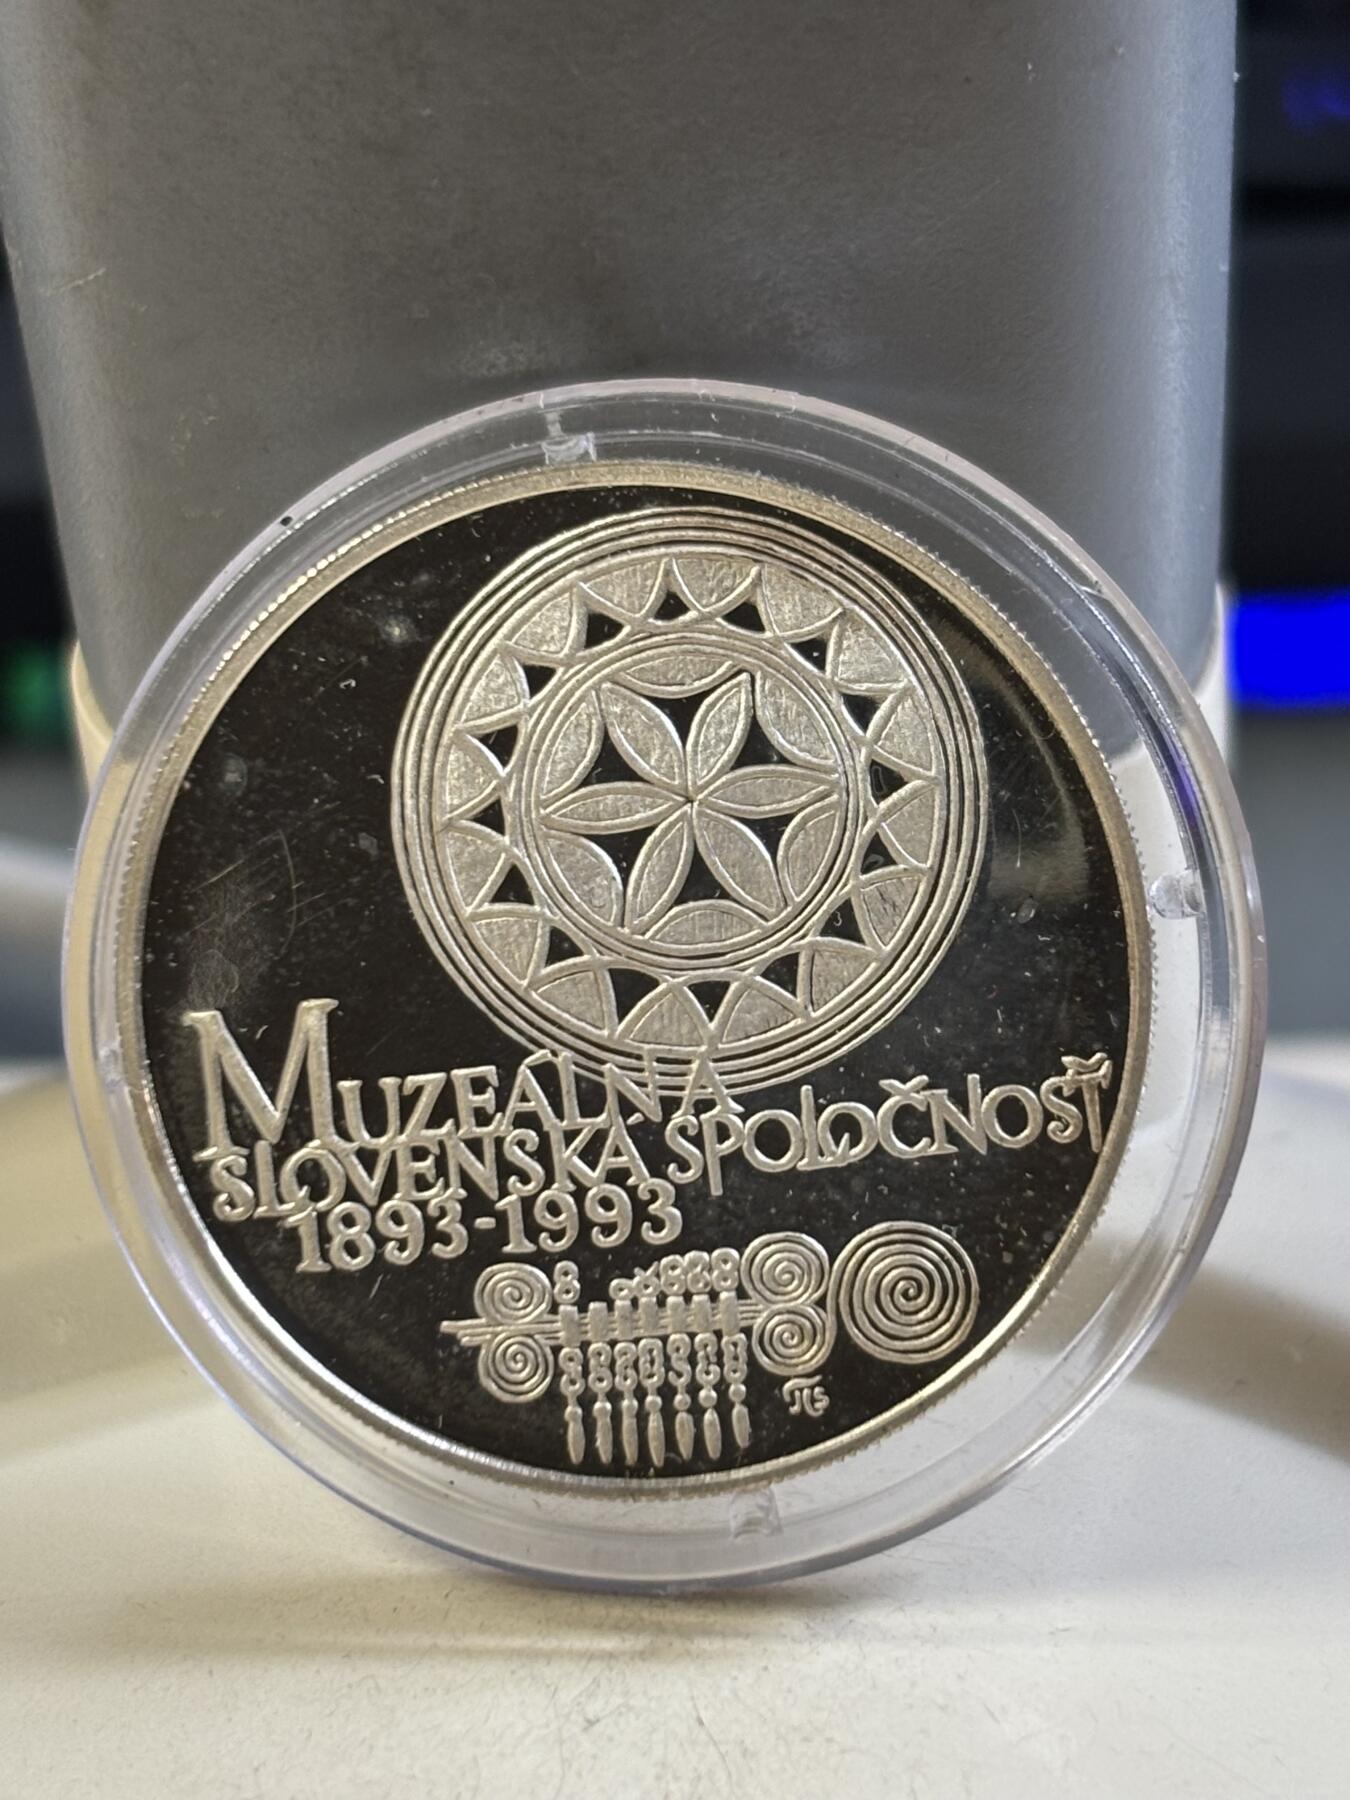 MUZEÁLNA
SLOVENSKÁ SPOLOČNOSŤ
1893-1993